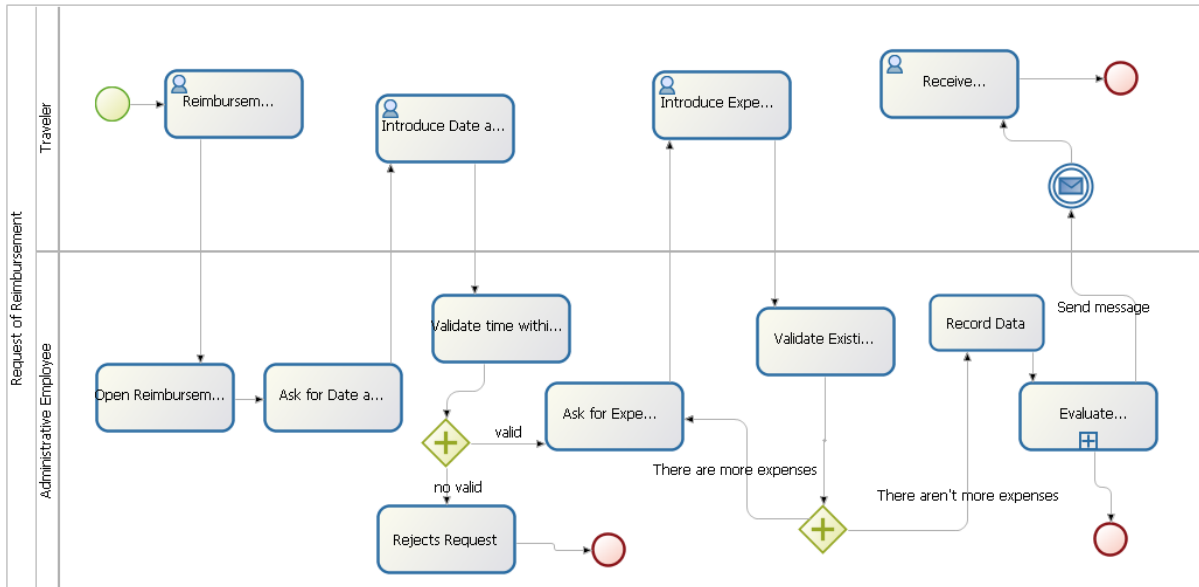 Request of Reimbursement
Traveler
Reimbursem...
Introduce Date a...
Introduce Expe...
Receive...
Administrative Employee
Open Reimbursem...
Ask for Date a...
Validate time withi...
valid
no valid
Rejects Request
Ask for Expe...
Validate Existi...
There are more expenses
There aren't more expenses
Record Data
Send message
Evaluate...